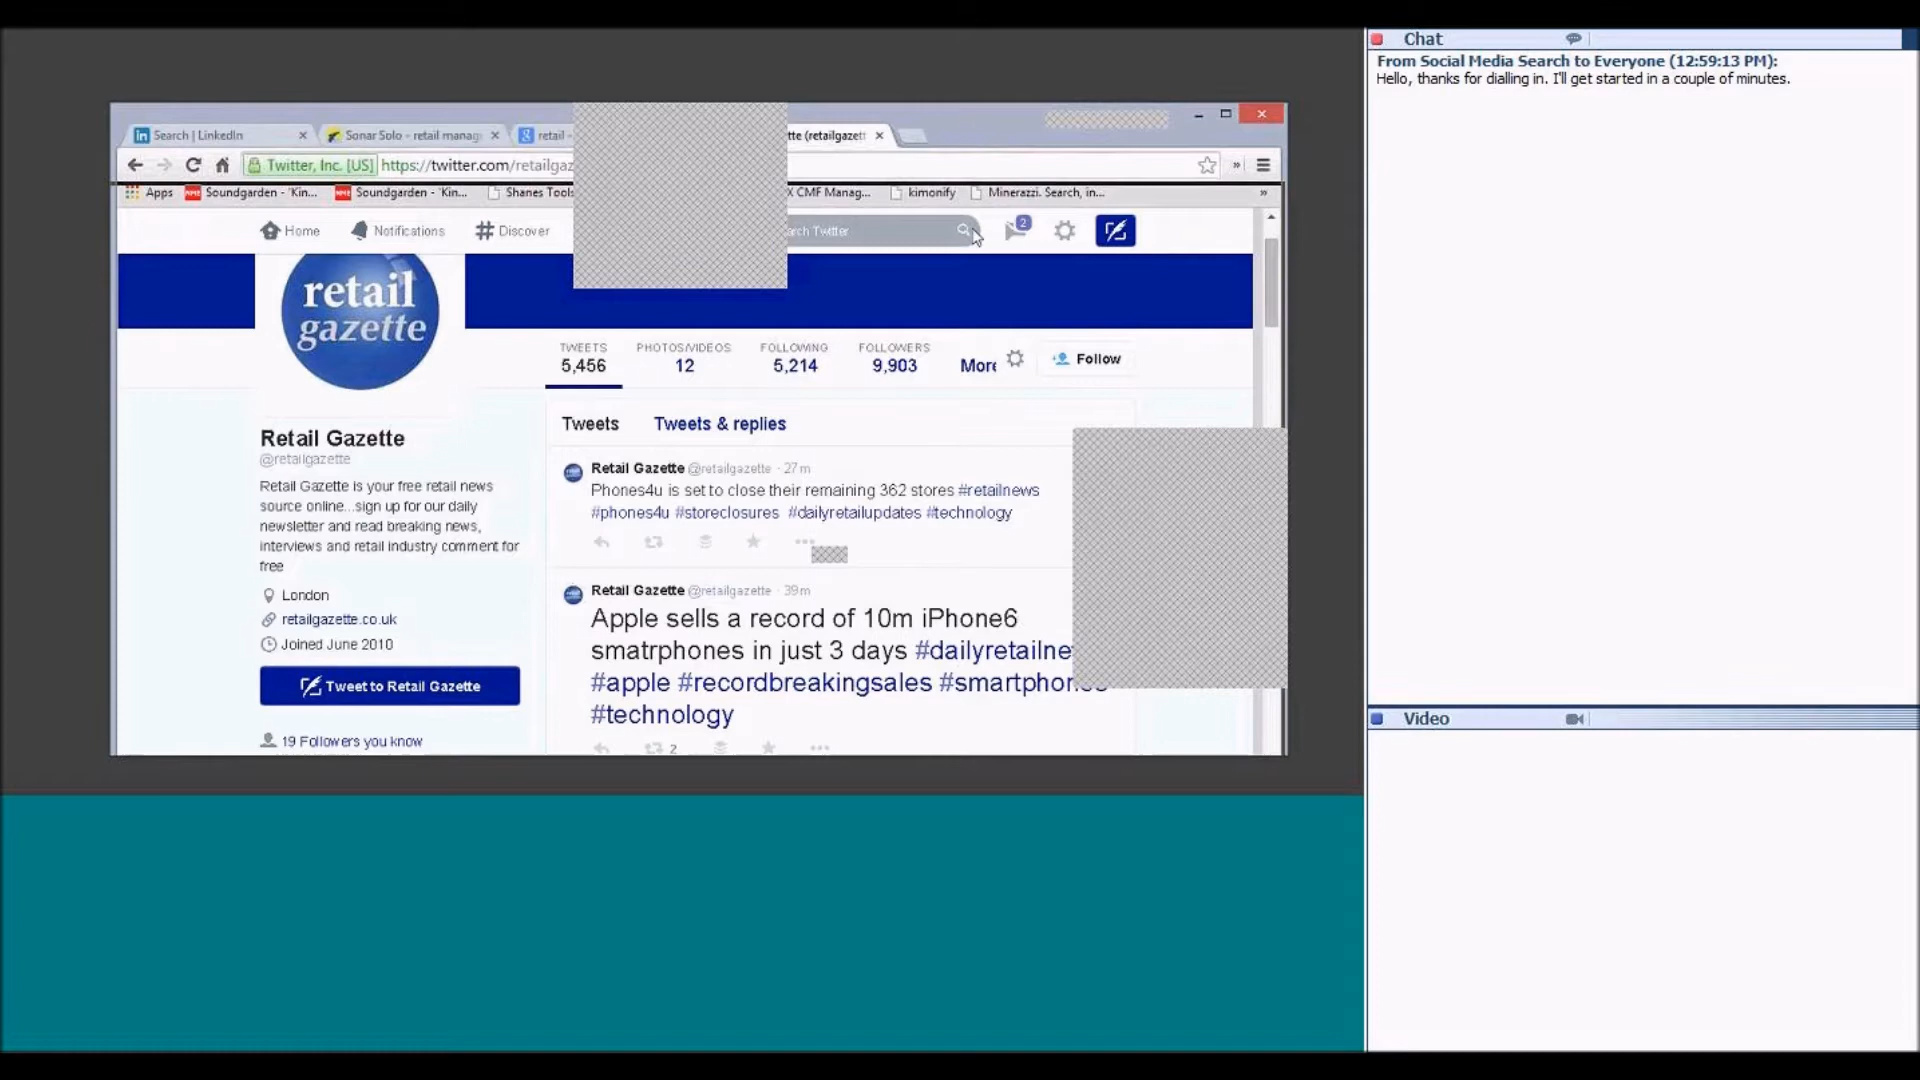 Chat
From Social Media Search to Everyone (12:59:13 PM):
Hello, thanks for dialling in. I'll get started in a couple of minutes.
Search | LinkedIn
Sonar Solo - retail manag
retail -
(retailgazett
Twitter, Inc. [US] https://twitter.com/retailgaz
Apps Soundgarden - 'Kin... Soundgarden - 'Kin... Shanes Tools X CMF Manag... kimonify Minerazzi. Search, in... »
Home Notifications Discover Twitter 2
retail
gazette
TWEETS PHOTOS/VIDEOS FOLLOWING FOLLOWERS
5,456 12 5,214 9,903 More Follow
Tweets Tweets & replies
Retail Gazette
@retailgazette
Retail Gazette is your free retail news
source online...sign up for our daily
newsletter and read breaking news,
interviews and retail industry comment for
free
London
retailgazette.co.uk
Joined June 2010
Tweet to Retail Gazette
19 Followers you know
Retail Gazette @retailgazette · 27m
Phones4u is set to close their remaining 362 stores #retailnews
#phones4u #storeclosures #dailyretailupdates #technology
Retail Gazette @retailgazette · 39m
Apple sells a record of 10m iPhone6
smatrphones in just 3 days #dailyretailne
#apple #recordbreakingsales #smartphones
#technology
2
Video